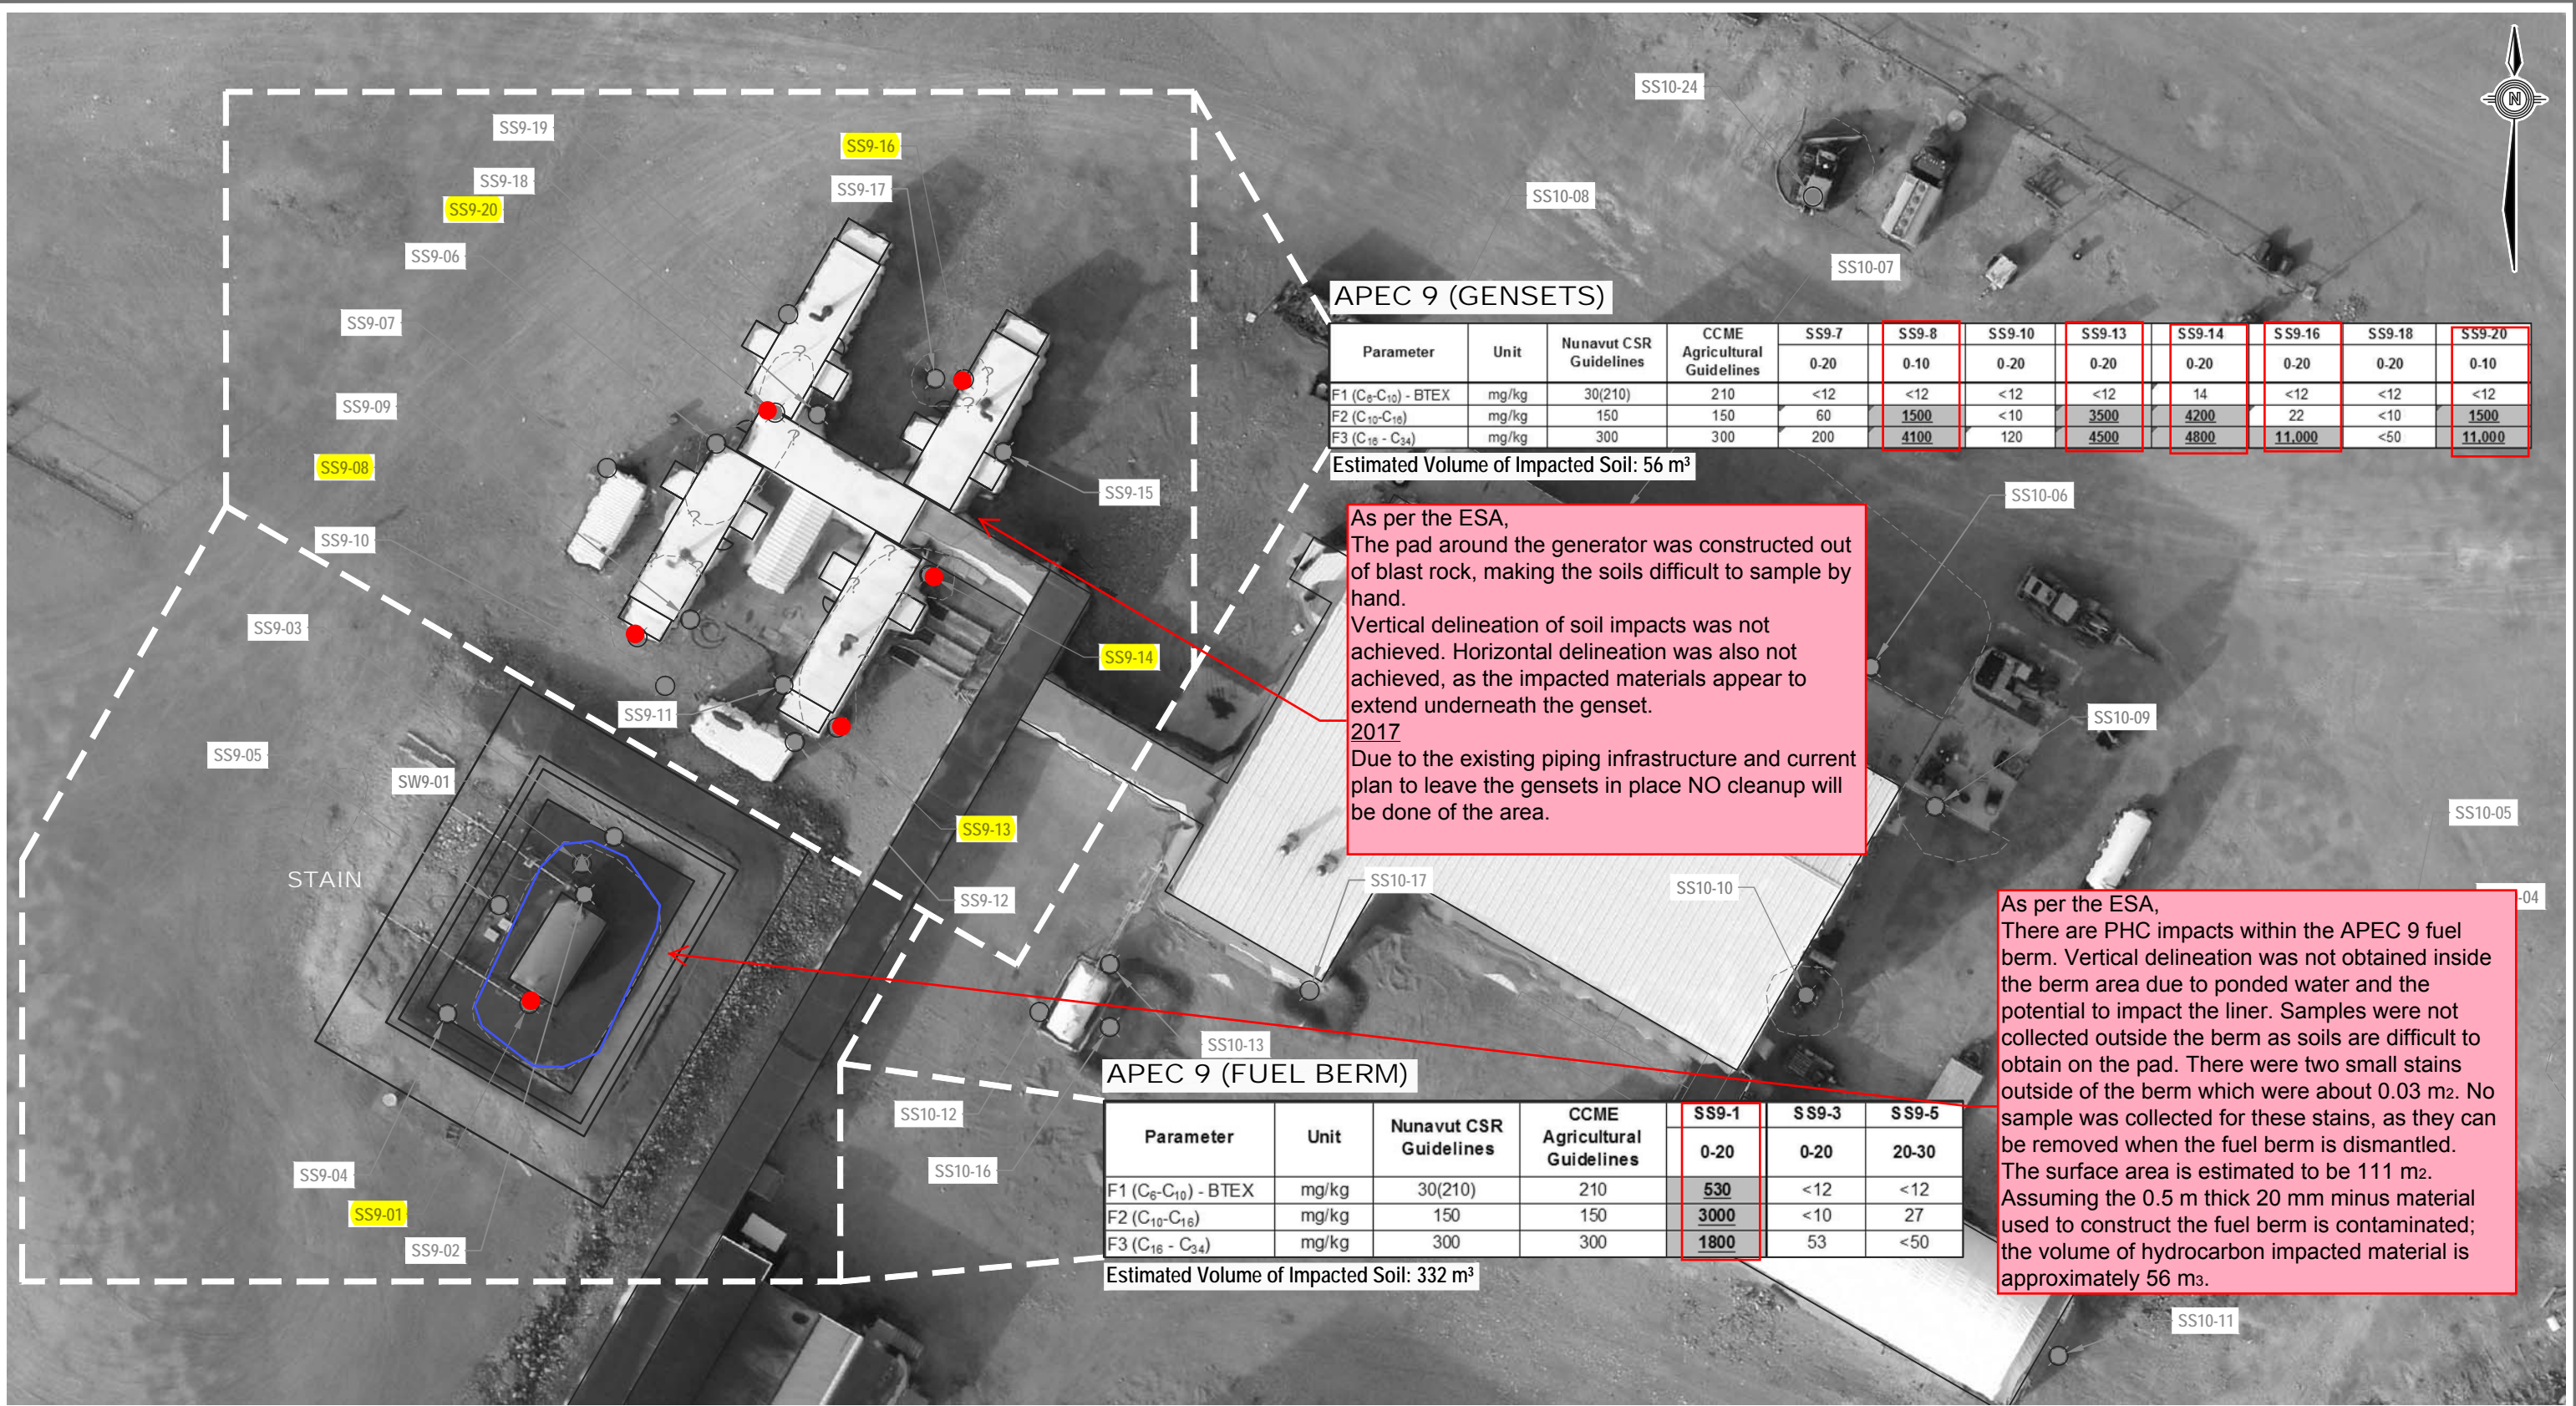 SS9-19
SS9-16
SS9-18
SS9-17
SS9-20
SS9-06
SS9-07
SS9-09
SS9-08
SS9-10
SS9-03
SS9-05
SS9-11
SW9-01
STAIN
SS9-15
SS9-14
SS9-13
SS9-12
SS9-04
SS9-01
SS9-02
SS10-24
SS10-08
SS10-07
SS10-06
SS10-09
SS10-05
-04
SS10-17
SS10-10
SS10-13
SS10-12
SS10-16
SS10-11
N
? ? ? ? ? ? ? ? ? ?
APEC 9 (GENSETS)
Parameter Unit Nunavut CSR Guidelines CCME Agricultural Guidelines SS9-7 SS9-8 SS9-10 SS9-13 SS9-14 SS9-16 SS9-18 SS9-20
0-20 0-10 0-20 0-20 0-20 0-20 0-20 0-10
F1 (C6-C10) - BTEX mg/kg 30(210) 210 <12 <12 <12 <12 14 <12 <12 <12
F2 (C10-C16) mg/kg 150 150 60 1500 <10 3500 4200 22 <10 1500
F3 (C16 - C34) mg/kg 300 300 200 4100 120 4500 4800 11,000 <50 11,000
Estimated Volume of Impacted Soil: 56 m³
As per the ESA,
The pad around the generator was constructed out
of blast rock, making the soils difficult to sample by
hand.
Vertical delineation of soil impacts was not
achieved. Horizontal delineation was also not
achieved, as the impacted materials appear to
extend underneath the genset.
2017
Due to the existing piping infrastructure and current
plan to leave the gensets in place NO cleanup will
be done of the area.
As per the ESA,
There are PHC impacts within the APEC 9 fuel
berm. Vertical delineation was not obtained inside
the berm area due to ponded water and the
potential to impact the liner. Samples were not
collected outside the berm as soils are difficult to
obtain on the pad. There were two small stains
outside of the berm which were about 0.03 m2. No
sample was collected for these stains, as they can
be removed when the fuel berm is dismantled.
The surface area is estimated to be 111 m2.
Assuming the 0.5 m thick 20 mm minus material
used to construct the fuel berm is contaminated;
the volume of hydrocarbon impacted material is
approximately 56 m3.
APEC 9 (FUEL BERM)
Parameter Unit Nunavut CSR Guidelines CCME Agricultural Guidelines SS9-1 SS9-3 SS9-5
0-20 0-20 20-30
F1 (C6-C10) - BTEX mg/kg 30(210) 210 530 <12 <12
F2 (C10-C16) mg/kg 150 150 3000 <10 27
F3 (C16 - C34) mg/kg 300 300 1800 53 <50
Estimated Volume of Impacted Soil: 332 m³